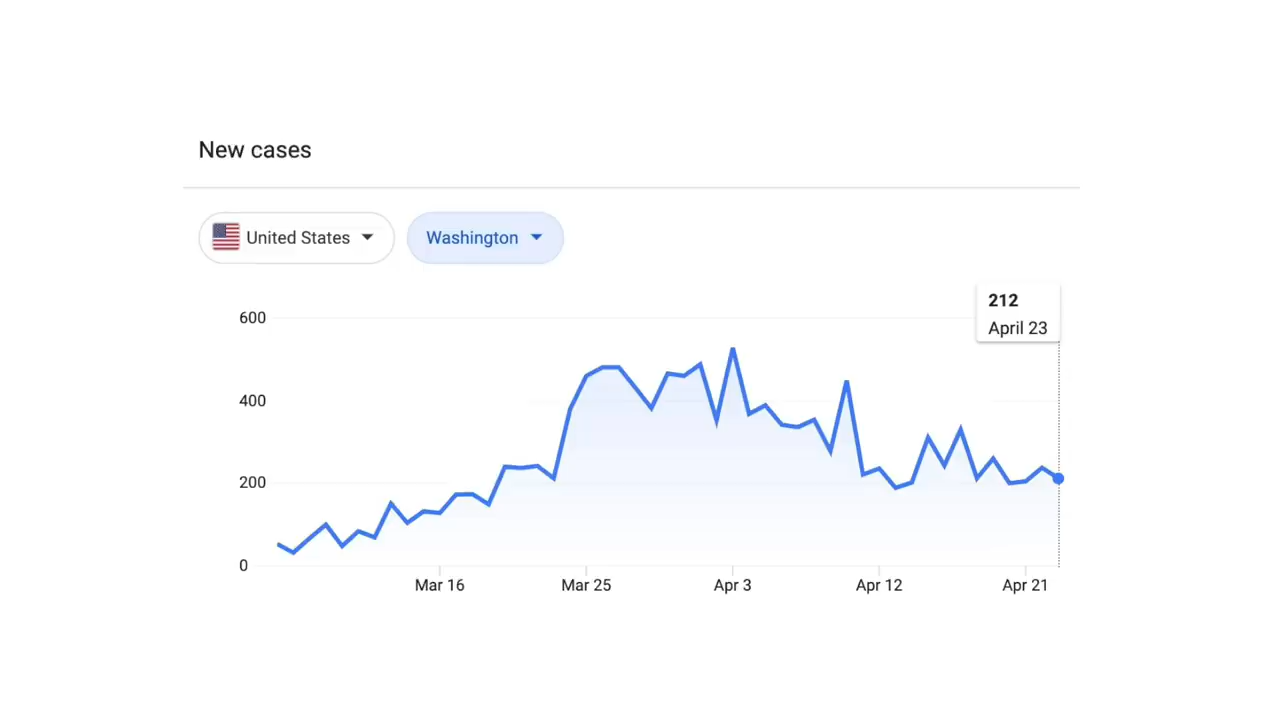 New cases
United States
Washington
212
April 23
600
400
200
0
Mar 16
Mar 25
Apr 3
Apr 12
Apr 21